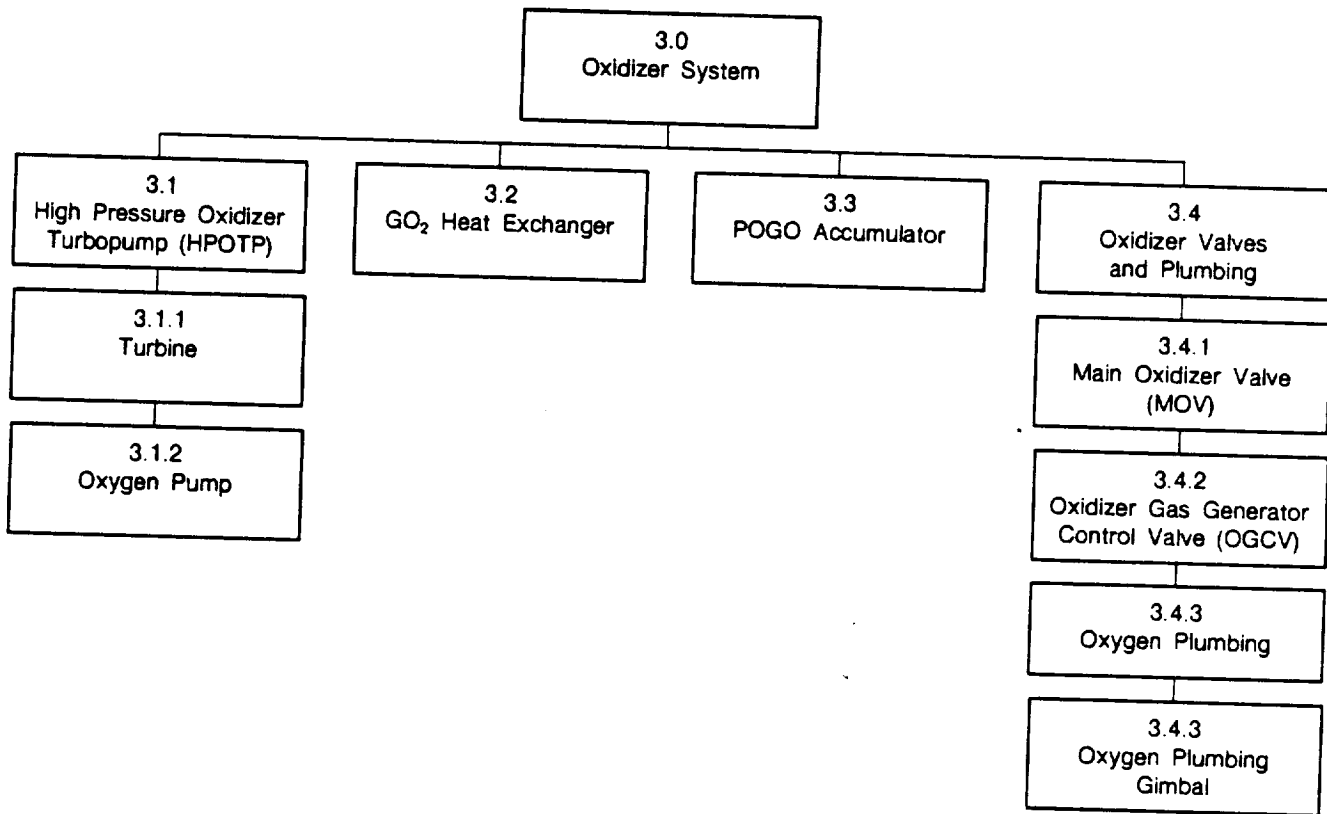 3.0
Oxidizer System
3.1
High Pressure Oxidizer
Turbopump (HPOTP)
3.2
GO₂ Heat Exchanger
3.3
POGO Accumulator
3.4
Oxidizer Valves
and Plumbing
3.1.1
Turbine
3.1.2
Oxygen Pump
3.4.1
Main Oxidizer Valve
(MOV)
3.4.2
Oxidizer Gas Generator
Control Valve (OGCV)
3.4.3
Oxygen Plumbing
3.4.3
Oxygen Plumbing
Gimbal